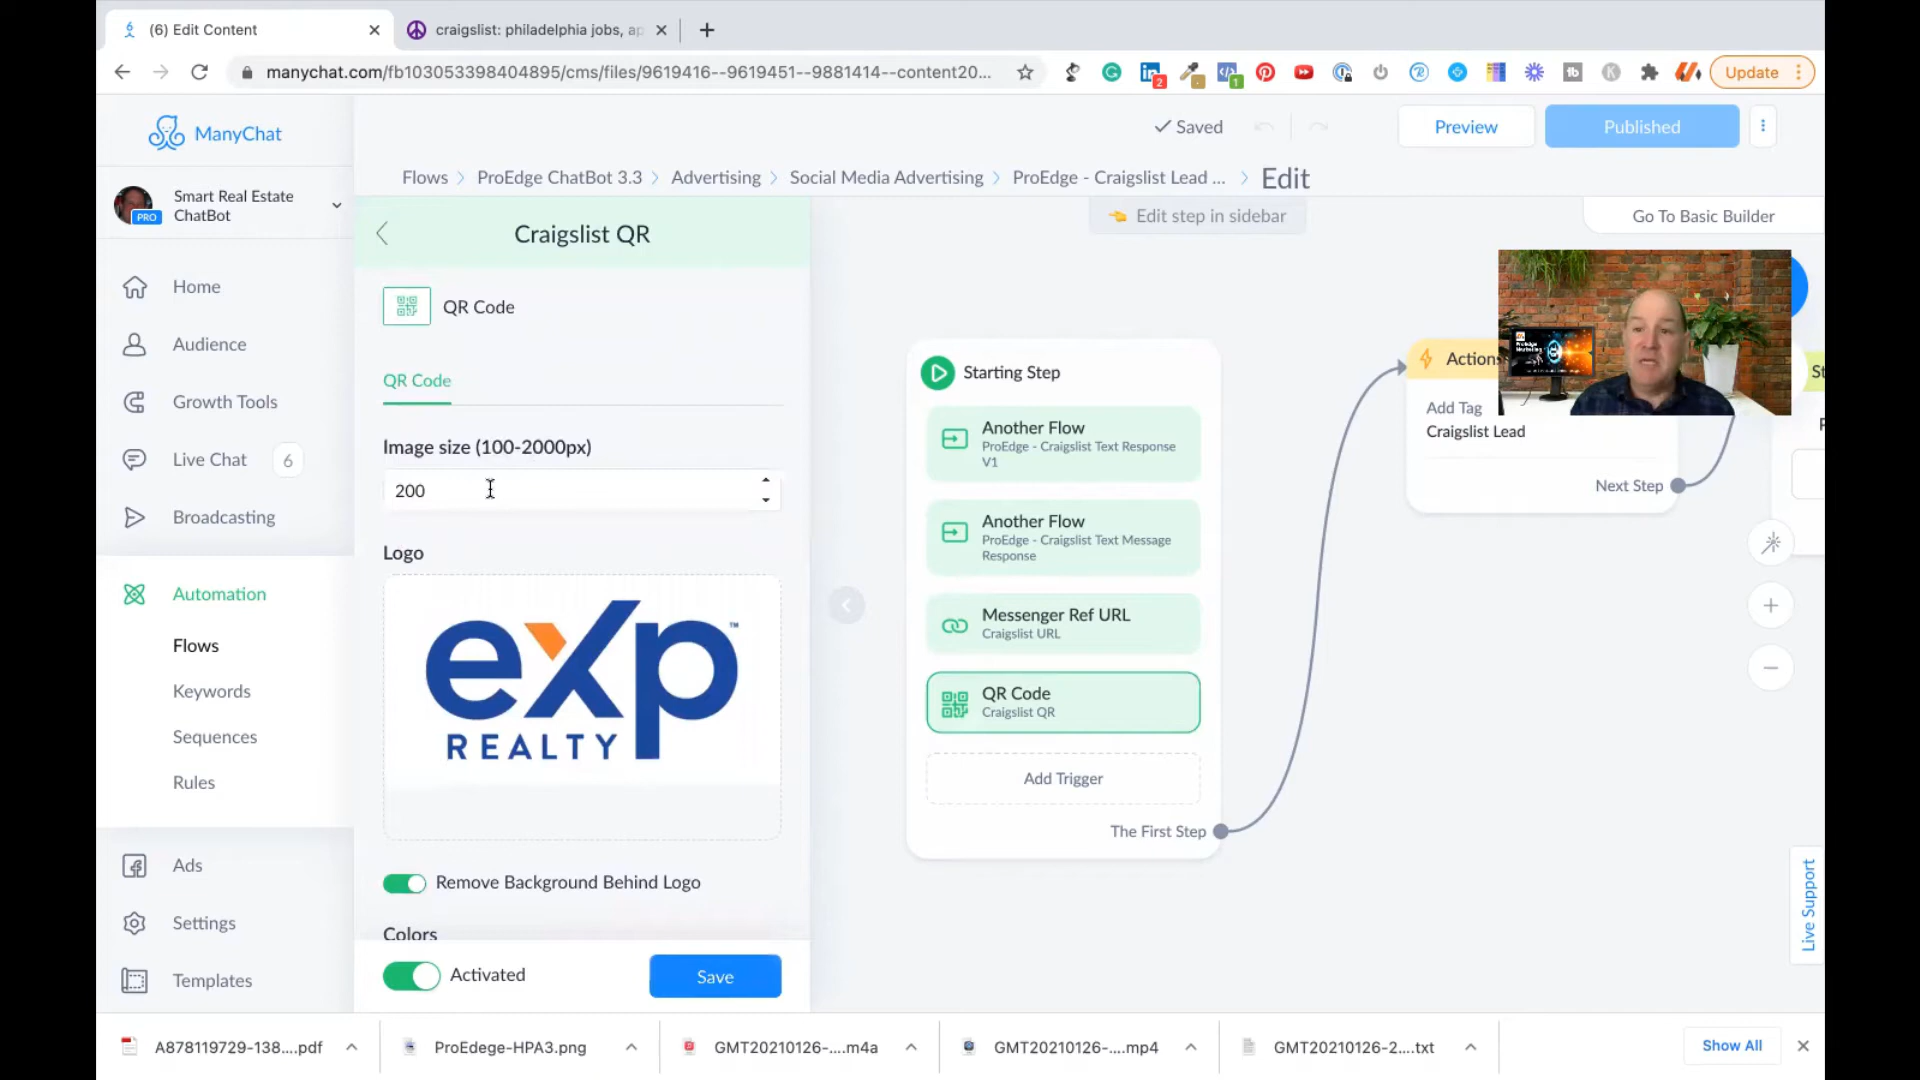 (6) Edit Content
craigslist: philadelphia jobs, ap
manychat.com/fb103053398404895/cms/files/9619416--9619451--9881414--content20...
2
1
Update
ManyChat
Saved
Preview
Published
Flows
ProEdge ChatBot 3.3
Advertising
Social Media Advertising
ProEdge - Craigslist Lead ...
Edit
Smart Real Estate
ChatBot
PRO
Edit step in sidebar
Go To Basic Builder
Home
Audience
Growth Tools
Live Chat
6
Broadcasting
Automation
Flows
Keywords
Sequences
Rules
Ads
Settings
Templates
Craigslist QR
QR Code
QR Code
Image size (100-2000px)
200
Logo
eXp
REALTY
™
Remove Background Behind Logo
Colors
Activated
Save
Starting Step
Another Flow
ProEdge - Craigslist Text Response
V1
Another Flow
ProEdge - Craigslist Text Message
Response
Messenger Ref URL
Craigslist URL
QR Code
Craigslist QR
Add Trigger
The First Step
Actions
Add Tag
Craigslist Lead
Next Step
St
Live Support
A878119729-138....pdf
ProEdege-HPA3.png
GMT20210126-....m4a
GMT20210126-....mp4
GMT20210126-2....txt
Show All